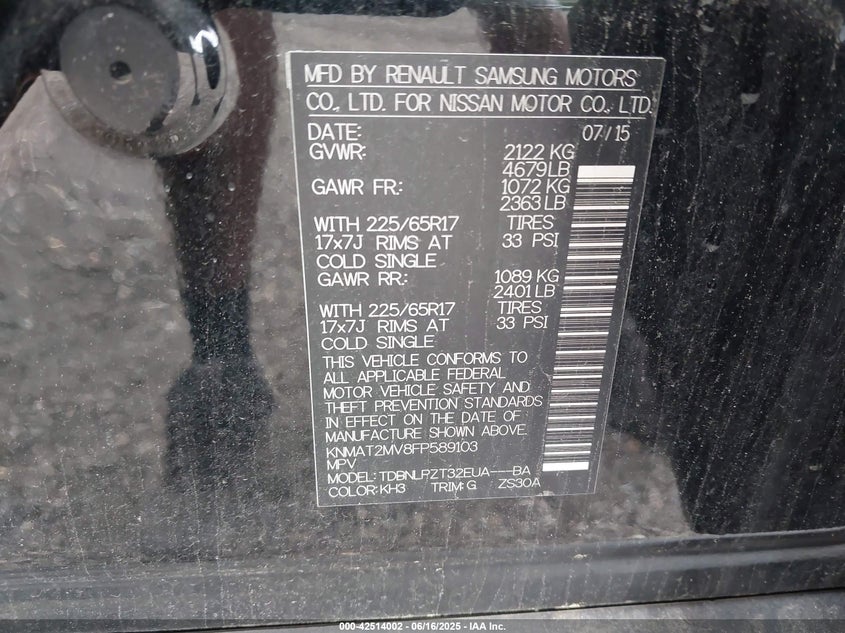 MFD BY RENAULT SAMSUNG MOTORS
CO., LTD. FOR NISSAN MOTOR CO., LTD.
DATE: 07/15
GVWR: 2122 KG
4679 LB
GAWR FR.: 1072 KG
2363 LB
WITH 225/65R17 TIRES
17x7J RIMS AT 33 PSI
COLD SINGLE
GAWR RR.: 1089 KG
2401 LB
WITH 225/65R17 TIRES
17x7J RIMS AT 33 PSI
COLD SINGLE
THIS VEHICLE CONFORMS TO
ALL APPLICABLE FEDERAL
MOTOR VEHICLE SAFETY AND
THEFT PREVENTION STANDARDS
IN EFFECT ON THE DATE OF
MANUFACTURE SHOWN ABOVE.
KNMAT2MV8FP589103
MPV
MODEL: TDBNLPZT32EUA---BA
COLOR: KH3 TRIM: G ZS30A
000-42514002 - 06/16/2025 - IAA Inc.